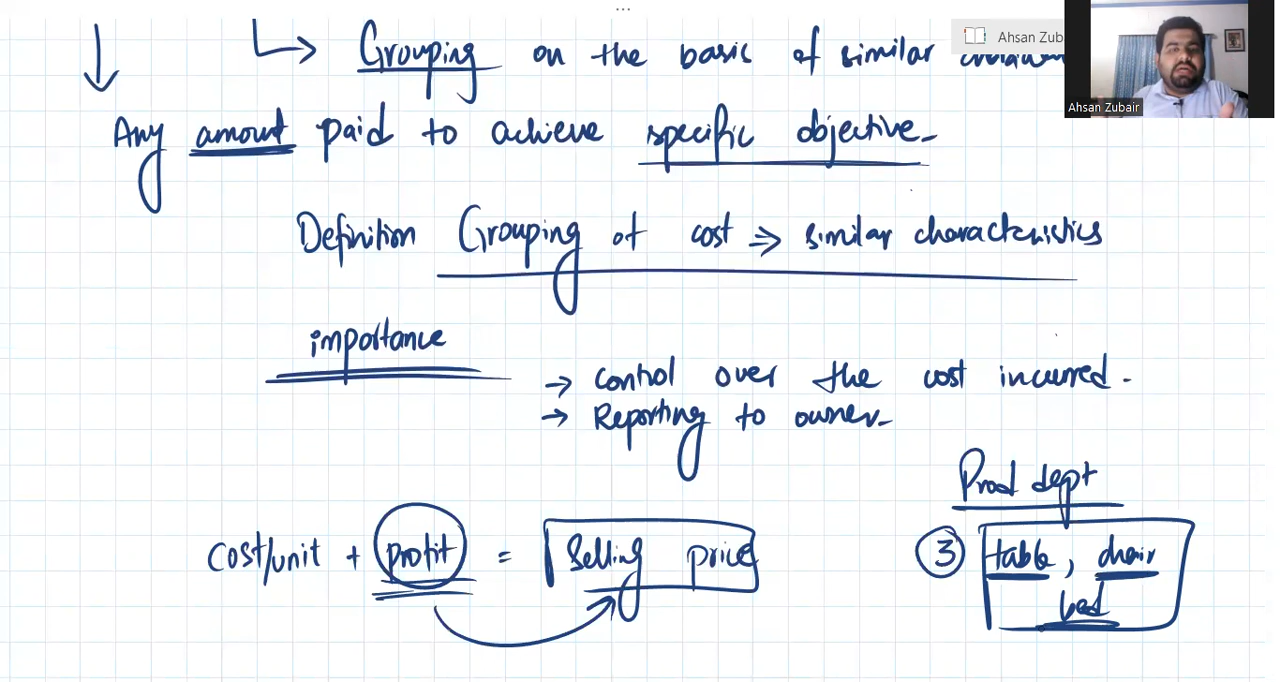 ...
Grouping on the basic of similar
Ahsan Zub
Ahsan Zubair
Any amount paid to achieve specific objective.
Definition Grouping of cost ⇒ similar characteristics
importance
→ Control over the cost incurred.
→ Reporting to owner.
Prod dept
Cost/unit + profit = Selling price
3 table, chair
bed